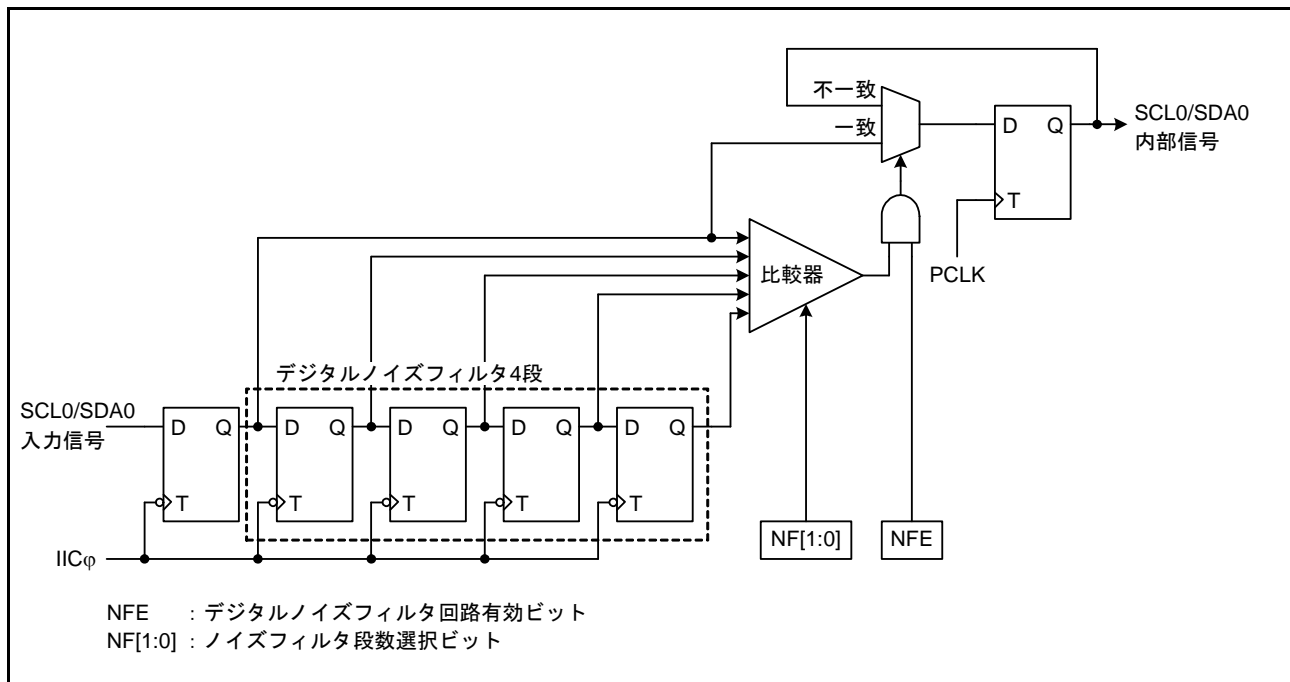 不一致
一致
D Q
T
SCL0/SDA0
内部信号
PCLK
比較器
デジタルノイズフィルタ4段
SCL0/SDA0
入力信号
D Q D Q D Q D Q D Q
T T T T T
IICφ
NF[1:0] NFE
NFE : デジタルノイズフィルタ回路有効ビット
NF[1:0] : ノイズフィルタ段数選択ビット